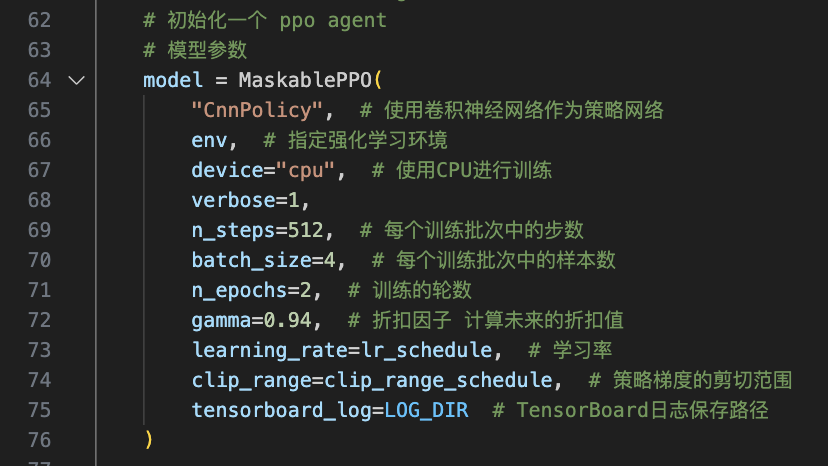 62 # 初始化一个 ppo agent
63 # 模型参数
64 model = MaskablePPO(
65 "CnnPolicy", # 使用卷积神经网络作为策略网络
66 env, # 指定强化学习环境
67 device="cpu", # 使用CPU进行训练
68 verbose=1,
69 n_steps=512, # 每个训练批次中的步数
70 batch_size=4, # 每个训练批次中的样本数
71 n_epochs=2, # 训练的轮数
72 gamma=0.94, # 折扣因子 计算未来的折扣值
73 learning_rate=lr_schedule, # 学习率
74 clip_range=clip_range_schedule, # 策略梯度的剪切范围
75 tensorboard_log=LOG_DIR # TensorBoard日志保存路径
76 )